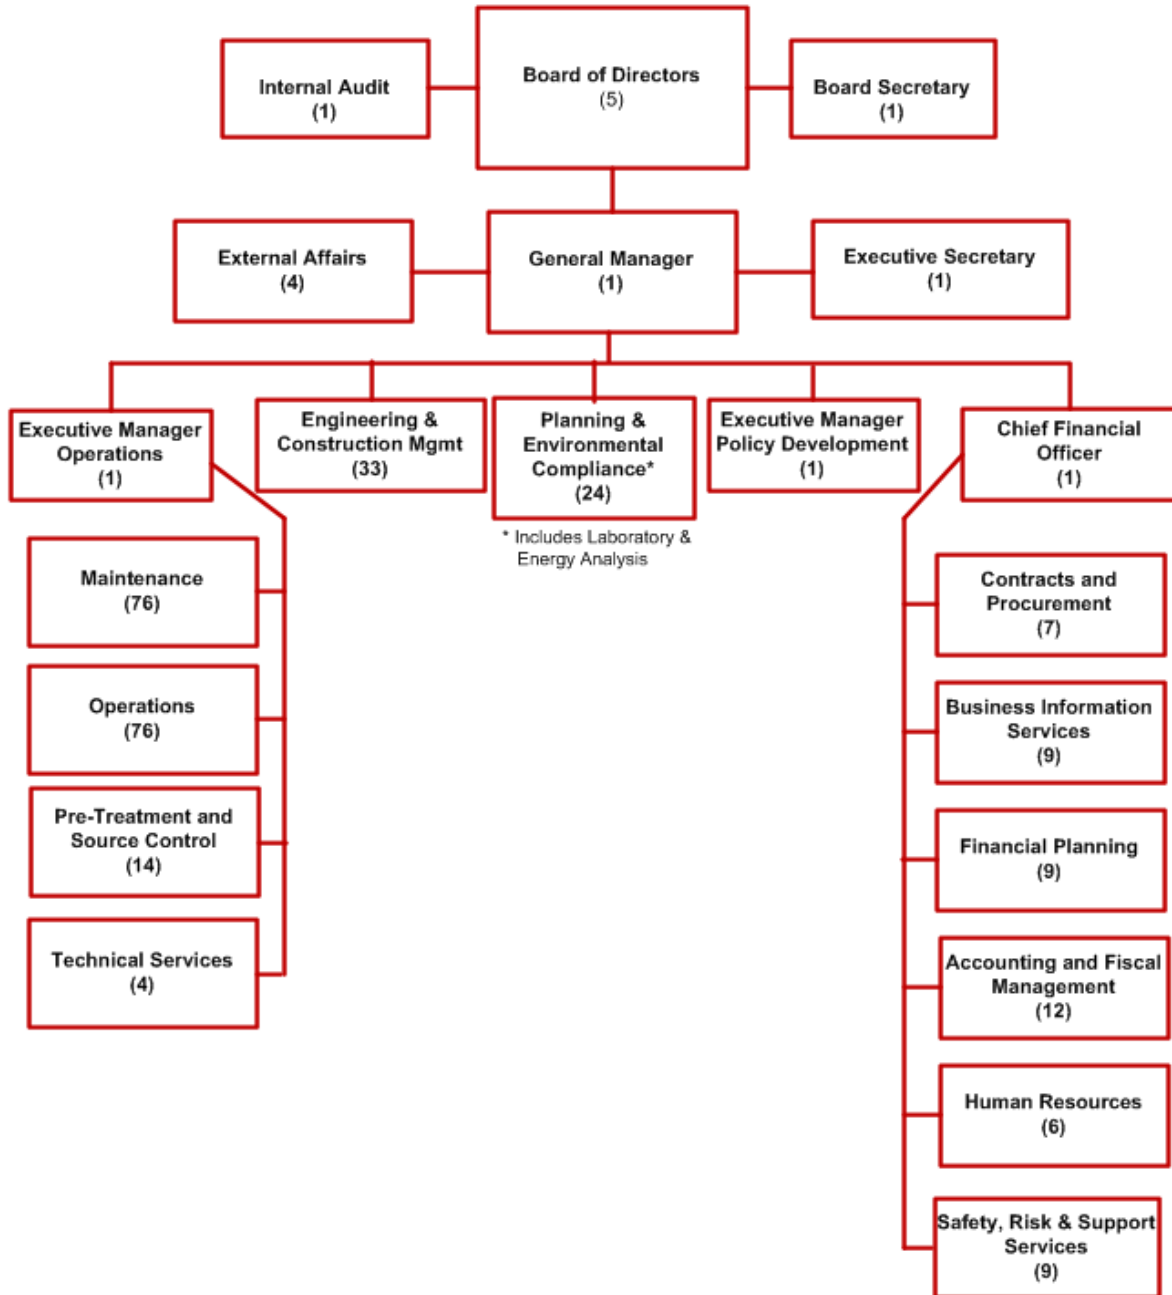 Internal Audit
(1)
Board of Directors
(5)
Board Secretary
(1)
External Affairs
(4)
General Manager
(1)
Executive Secretary
(1)
Executive Manager
Operations
(1)
Engineering &
Construction Mgmt
(33)
Planning &
Environmental
Compliance*
(24)
Executive Manager
Policy Development
(1)
Chief Financial
Officer
(1)
* Includes Laboratory &
Energy Analysis
Maintenance
(76)
Operations
(76)
Pre-Treatment and
Source Control
(14)
Technical Services
(4)
Contracts and
Procurement
(7)
Business Information
Services
(9)
Financial Planning
(9)
Accounting and Fiscal
Management
(12)
Human Resources
(6)
Safety, Risk & Support
Services
(9)